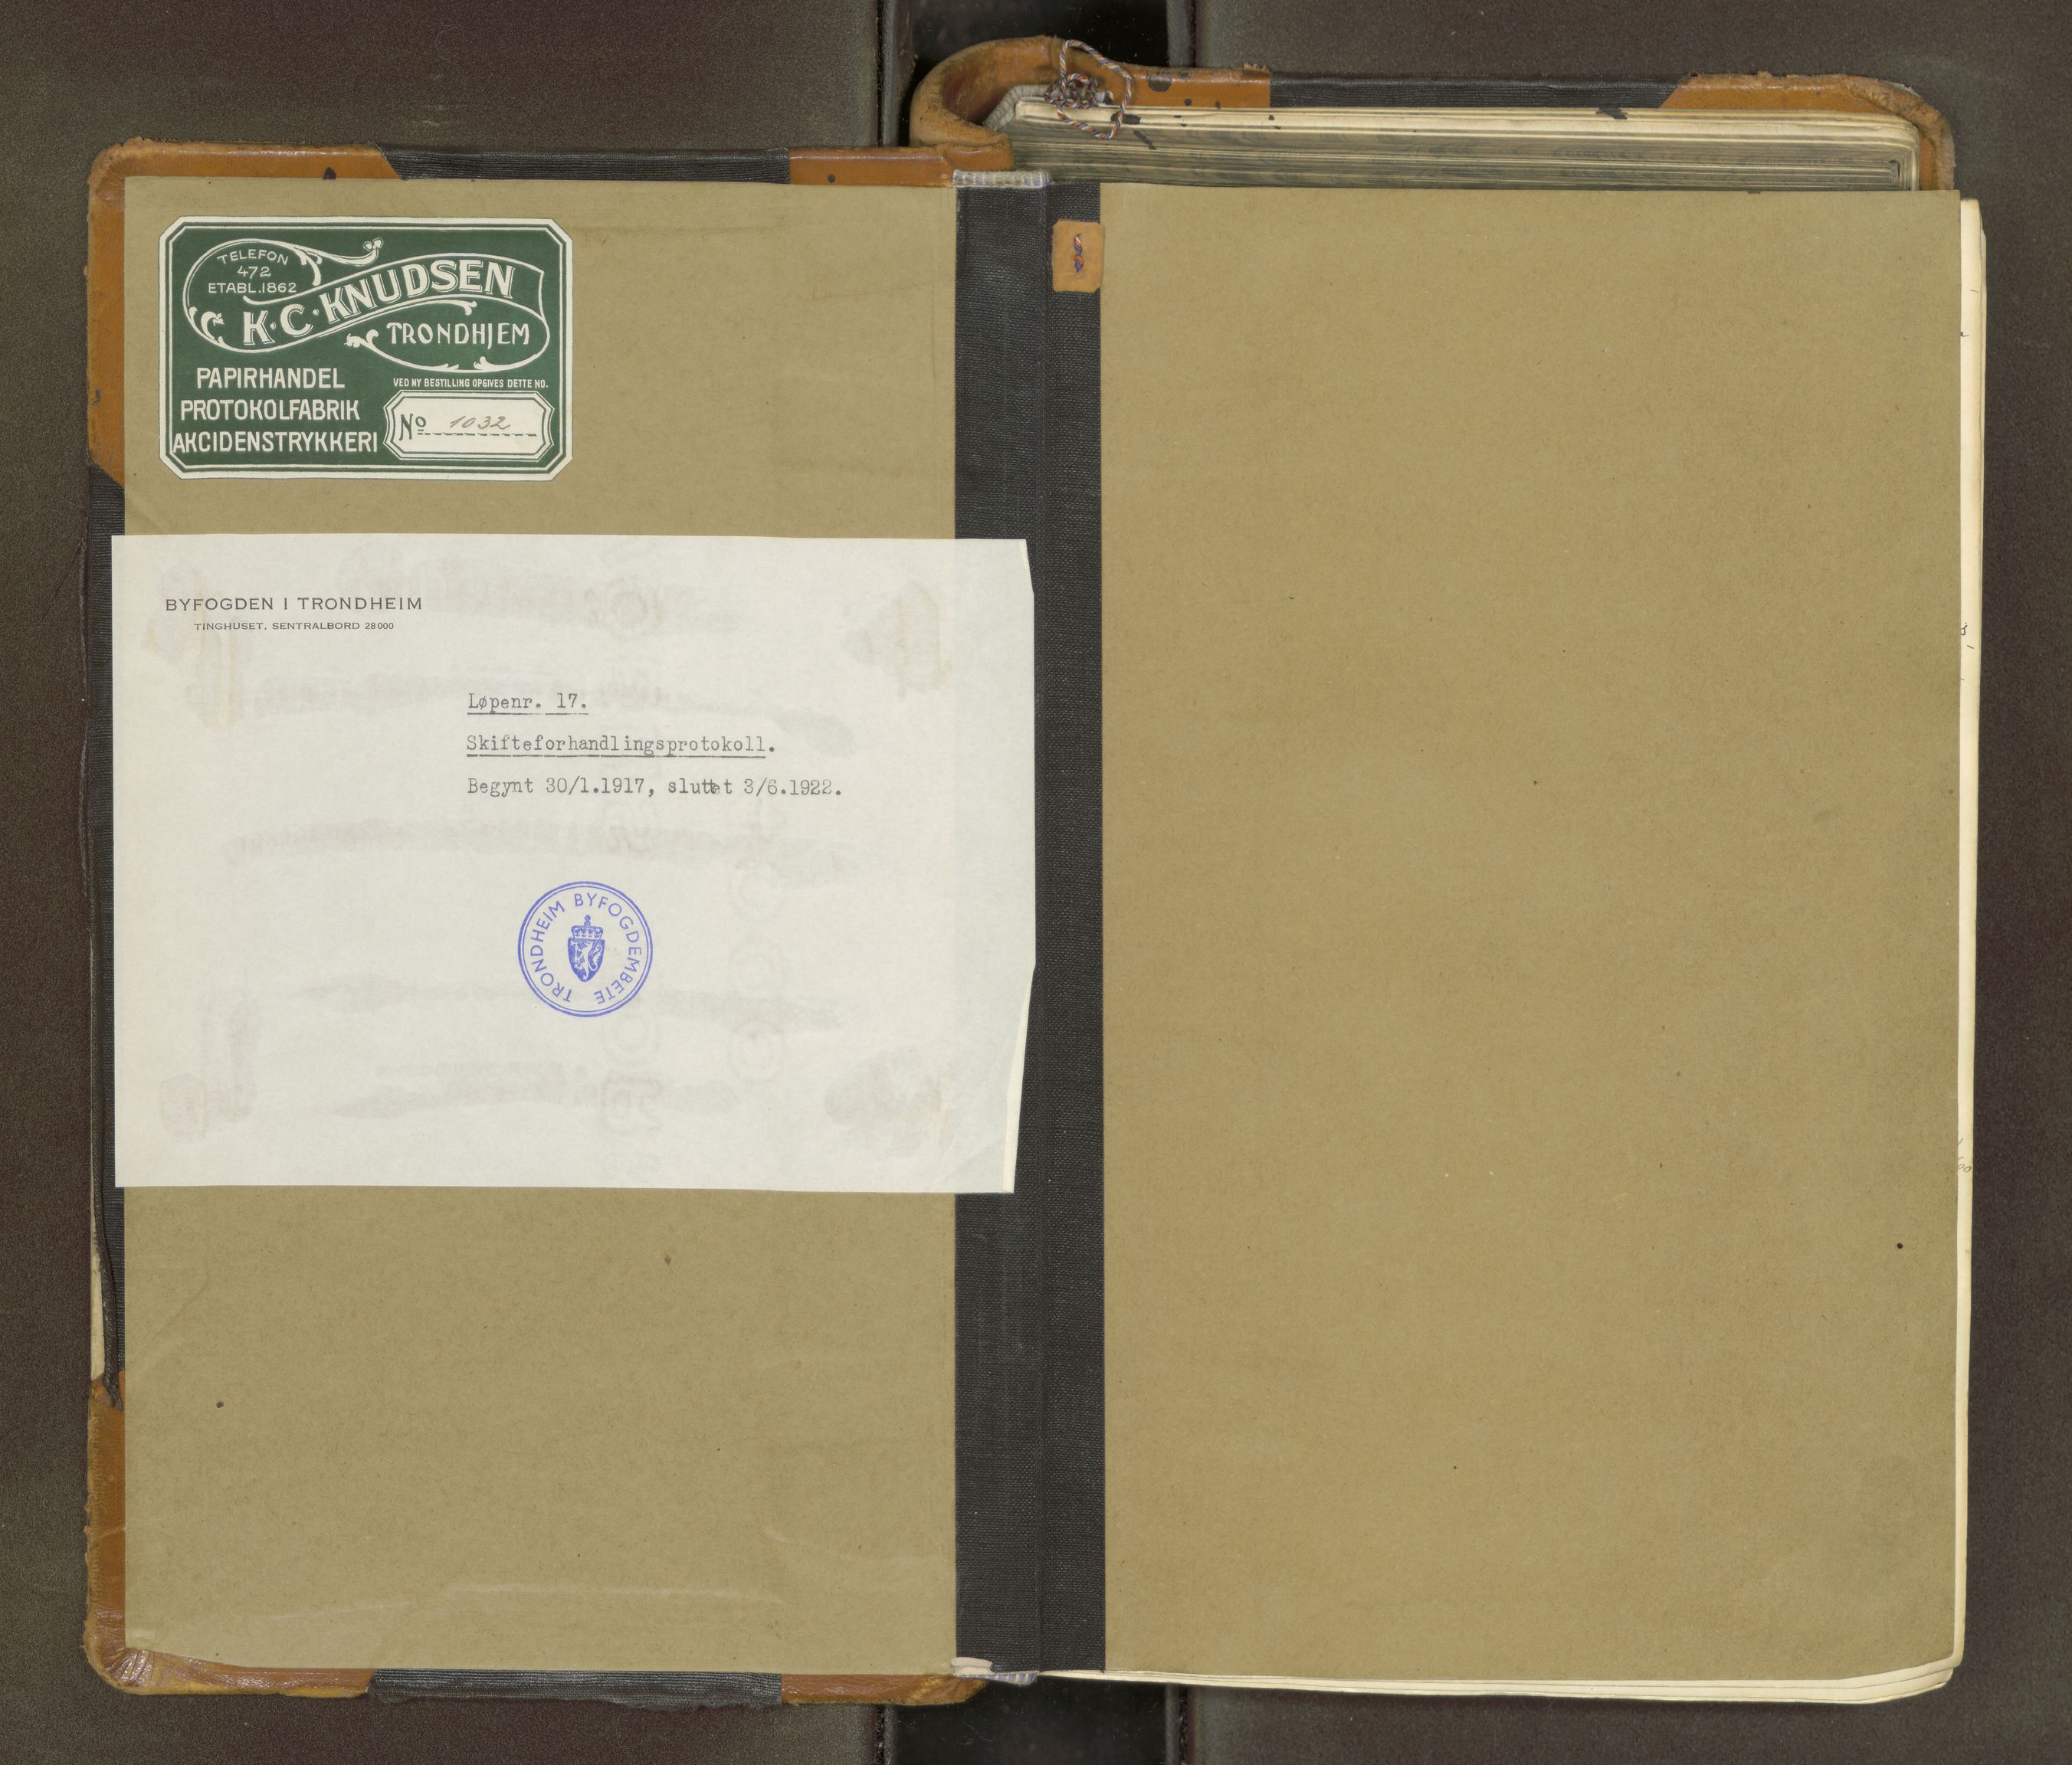 TELEFON
472
ETABL.1862
K·C·KNUDSEN
TRONDHJEM
PAPIRHANDEL
PROTOKOLFABRIK
AKCIDENSTRYKKERI
VED NY BESTILLING OPGIVES DETTE NO.
No 1032
BYFOGDEN I TRONDHEIM
TINGHUSET, SENTRALBORD 28000
Løpenr. 17.
Skifteforhandlingsprotokoll.
Begynt 30/1.1917, sluttet 3/6.1922.
TRONDHEIM BYFOGDEMBETE